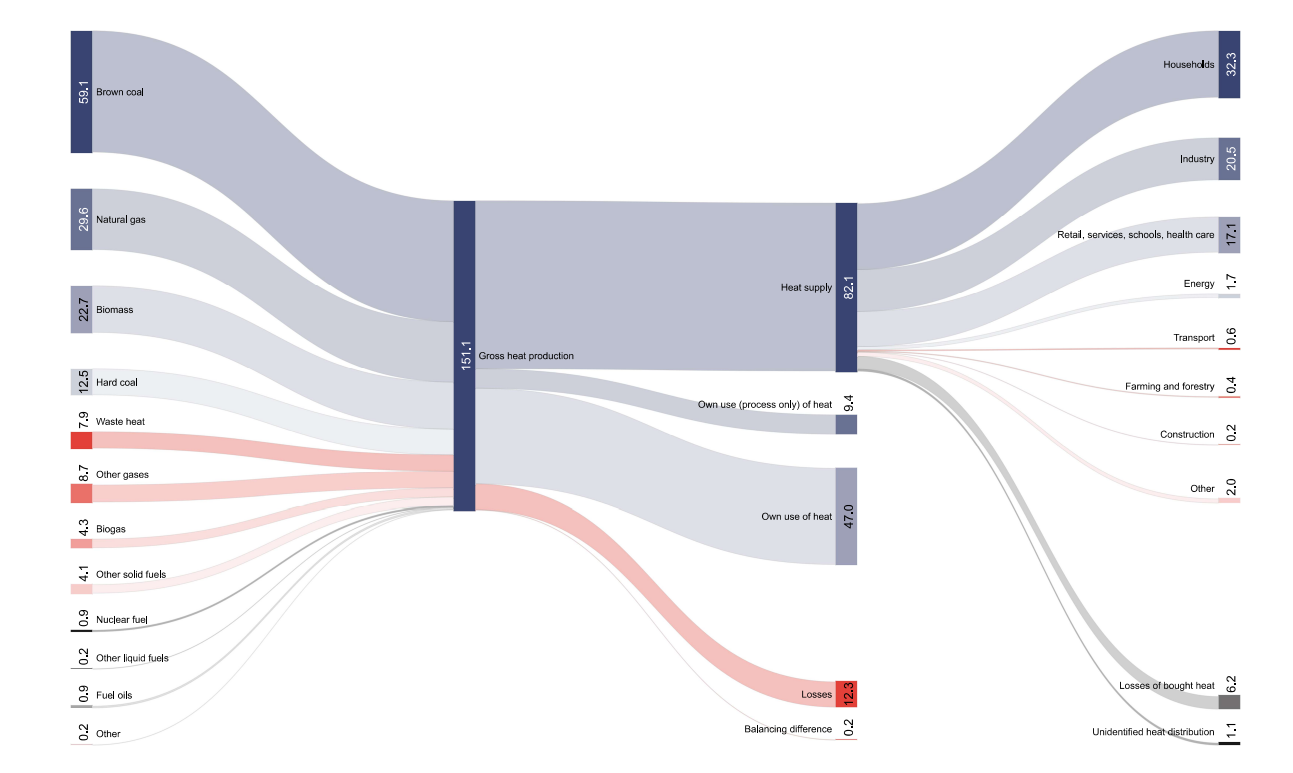 59.1
Brown coal
29.6
Natural gas
22.7
Biomass
12.5
Hard coal
7.9
Waste heat
8.7
Other gases
4.3
Biogas
4.1
Other solid fuels
0.9
Nuclear fuel
0.2
Other liquid fuels
0.9
Fuel oils
0.2
Other
151.1
Gross heat production
Heat supply
82.1
Own use (process only) of heat
9.4
Own use of heat
47.0
Losses
12.3
Balancing difference
0.2
Households
32.3
Industry
20.5
Retail, services, schools, health care
17.1
Energy
1.7
Transport
0.6
Farming and forestry
0.4
Construction
0.2
Other
2.0
Losses of bought heat
6.2
Unidentified heat distribution
1.1